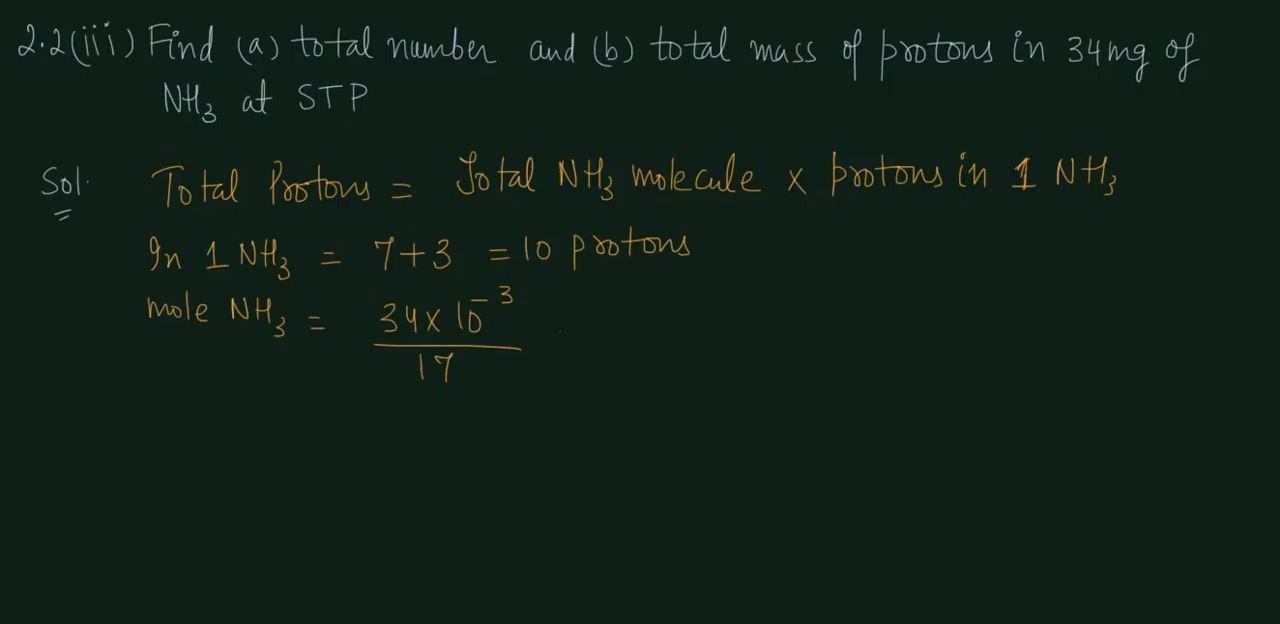 2.2(iii) Find (a) total number and (b) total mass of protons in 34mg of
NH₃ at STP
Sol. Total Protons = Total NH₃ molecule x protons in 1 NH₃
In 1 NH₃ = 7+3 = 10 protons
mole NH₃ = 34 x 10⁻³
17